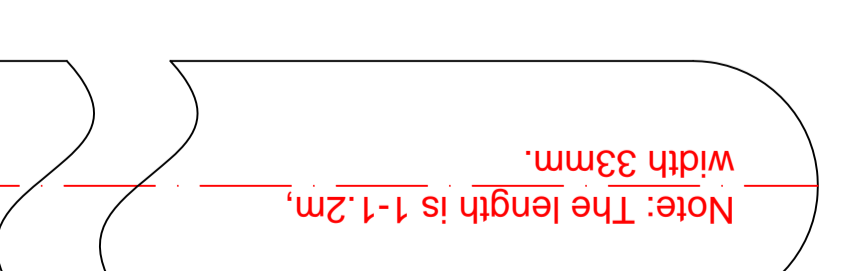 Note: The length is 1-1.2m,
width 33mm.